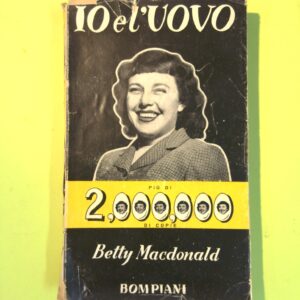 IO e l'UOVO
PIÙ DI
2,000,000
DI COPIE
Betty Macdonald
BOMPIANI